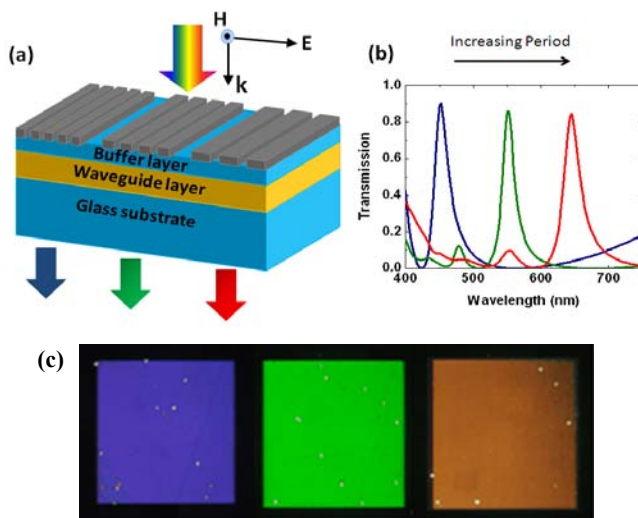 (a)
H
E
k
Buffer layer
Waveguide layer
Glass substrate
(b)
Increasing Period
1.0
0.8
0.6
0.4
0.2
0.0
Transmission
400 500 600 700
Wavelength (nm)
(c)